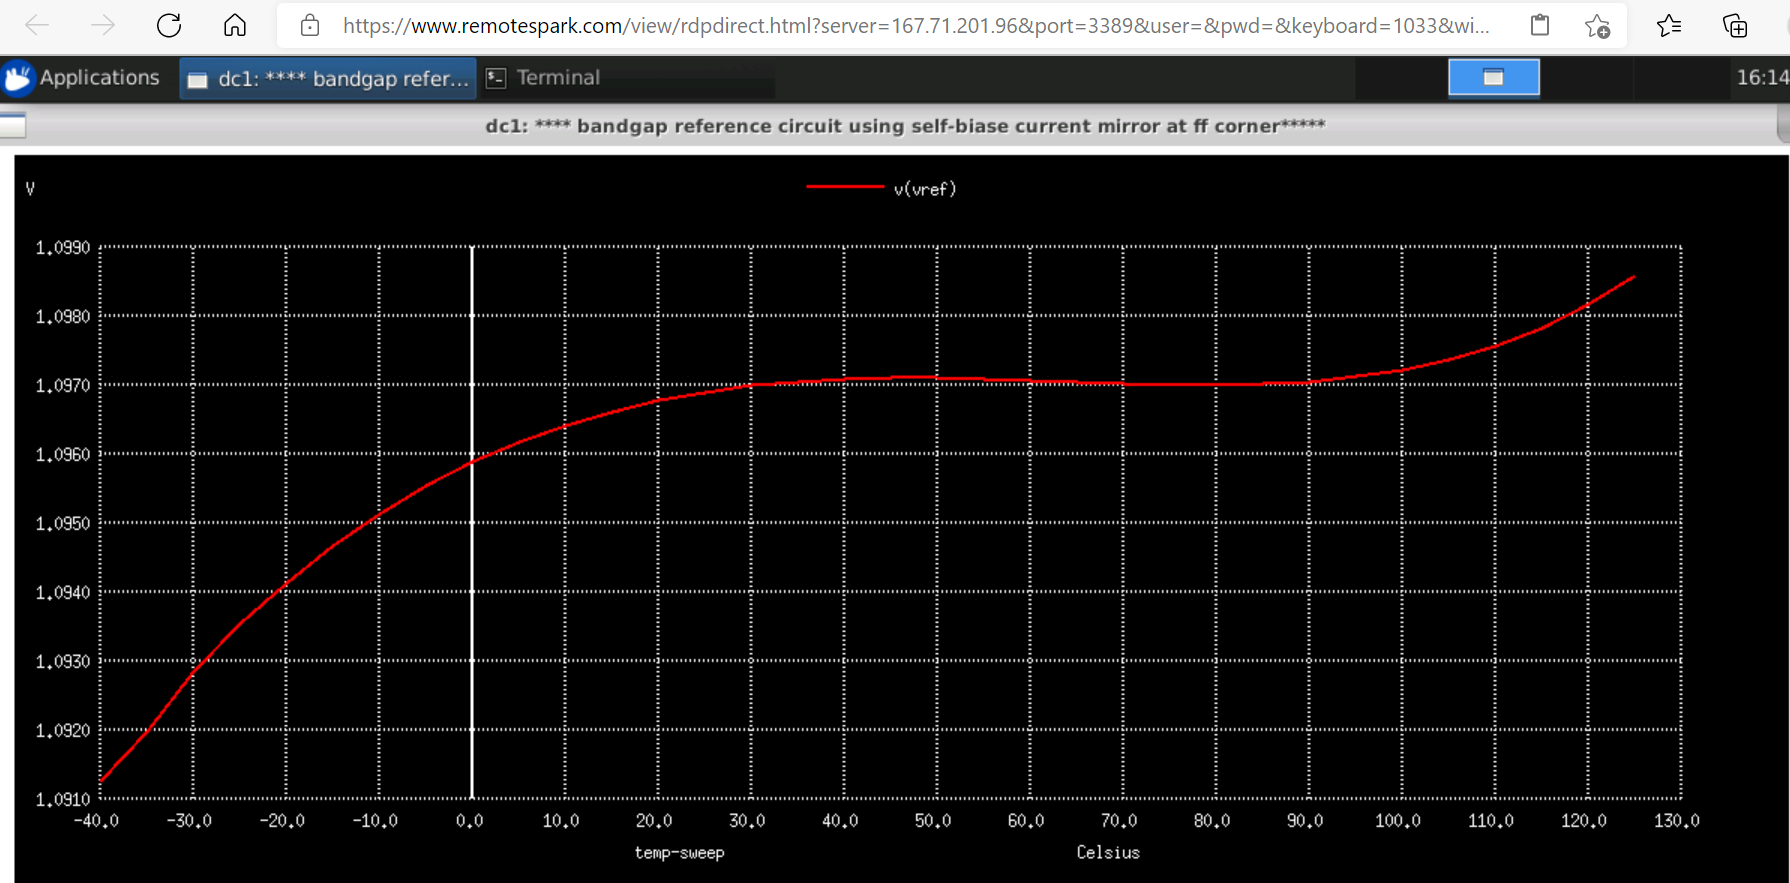 https://www.remotespark.com/view/rdpdirect.html?server=167.71.201.96&port=3389&user=&pwd=&keyboard=1033&wi...
Applications dc1: **** bandgap refer... Terminal 16:14
dc1: **** bandgap reference circuit using self-biase current mirror at ff corner*****
V v(vref)
1.0990
1.0980
1.0970
1.0960
1.0950
1.0940
1.0930
1.0920
1.0910
-40.0 -30.0 -20.0 -10.0 0.0 10.0 20.0 30.0 40.0 50.0 60.0 70.0 80.0 90.0 100.0 110.0 120.0 130.0
temp-sweep Celsius